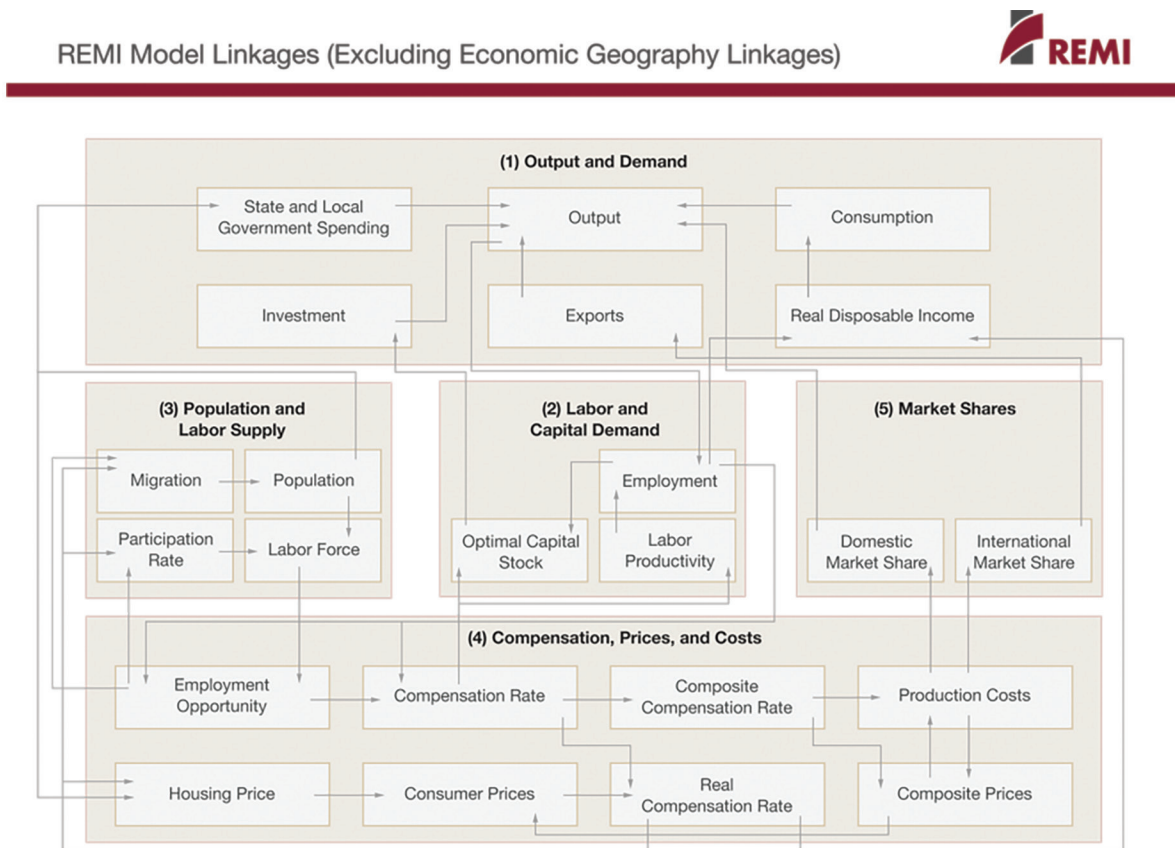 REMI Model Linkages (Excluding Economic Geography Linkages)
REMI
(1) Output and Demand
State and Local
Government Spending
Output
Consumption
Investment
Exports
Real Disposable Income
(3) Population and
Labor Supply
Migration
Population
Participation
Rate
Labor Force
(2) Labor and
Capital Demand
Employment
Optimal Capital
Stock
Labor
Productivity
(5) Market Shares
Domestic
Market Share
International
Market Share
(4) Compensation, Prices, and Costs
Employment
Opportunity
Compensation Rate
Composite
Compensation Rate
Production Costs
Housing Price
Consumer Prices
Real
Compensation Rate
Composite Prices